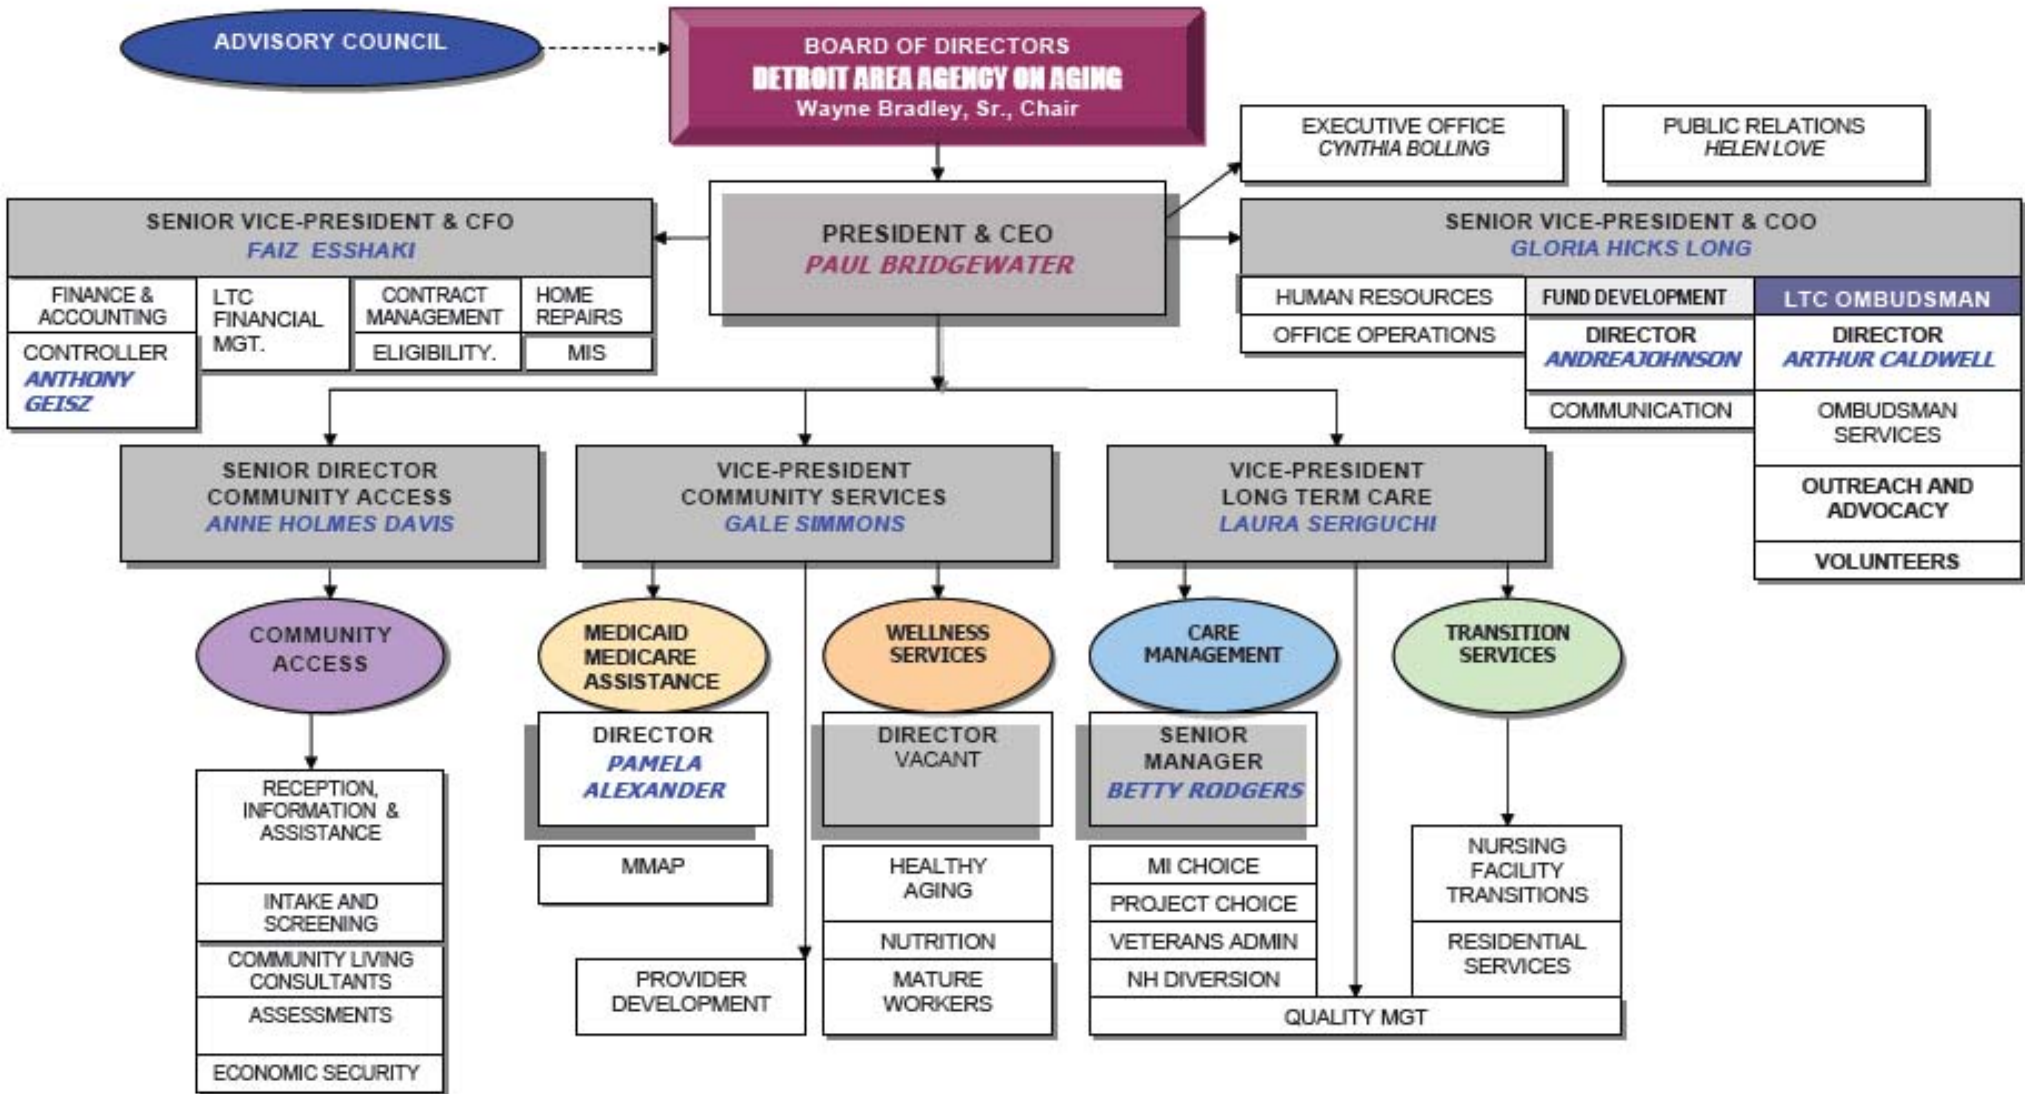 ADVISORY COUNCIL
BOARD OF DIRECTORS
DETROIT AREA AGENCY ON AGING
Wayne Bradley, Sr., Chair
EXECUTIVE OFFICE
CYNTHIA BOLLING
PUBLIC RELATIONS
HELEN LOVE
SENIOR VICE-PRESIDENT & CFO
FAIZ ESSHAKI
FINANCE &
ACCOUNTING
CONTROLLER
ANTHONY
GEISZ
LTC
FINANCIAL
MGT.
CONTRACT
MANAGEMENT
ELIGIBILITY.
HOME
REPAIRS
MIS
PRESIDENT & CEO
PAUL BRIDGEWATER
SENIOR VICE-PRESIDENT & COO
GLORIA HICKS LONG
HUMAN RESOURCES
OFFICE OPERATIONS
FUND DEVELOPMENT
DIRECTOR
ANDREAJOHNSON
COMMUNICATION
LTC OMBUDSMAN
DIRECTOR
ARTHUR CALDWELL
OMBUDSMAN
SERVICES
OUTREACH AND
ADVOCACY
VOLUNTEERS
SENIOR DIRECTOR
COMMUNITY ACCESS
ANNE HOLMES DAVIS
VICE-PRESIDENT
COMMUNITY SERVICES
GALE SIMMONS
VICE-PRESIDENT
LONG TERM CARE
LAURA SERIGUCHI
COMMUNITY
ACCESS
RECEPTION,
INFORMATION &
ASSISTANCE
INTAKE AND
SCREENING
COMMUNITY LIVING
CONSULTANTS
ASSESSMENTS
ECONOMIC SECURITY
MEDICAID
MEDICARE
ASSISTANCE
DIRECTOR
PAMELA
ALEXANDER
MMAP
PROVIDER
DEVELOPMENT
WELLNESS
SERVICES
DIRECTOR
VACANT
HEALTHY
AGING
NUTRITION
MATURE
WORKERS
CARE
MANAGEMENT
SENIOR
MANAGER
BETTY RODGERS
MI CHOICE
PROJECT CHOICE
VETERANS ADMIN
NH DIVERSION
TRANSITION
SERVICES
NURSING
FACILITY
TRANSITIONS
RESIDENTIAL
SERVICES
QUALITY MGT